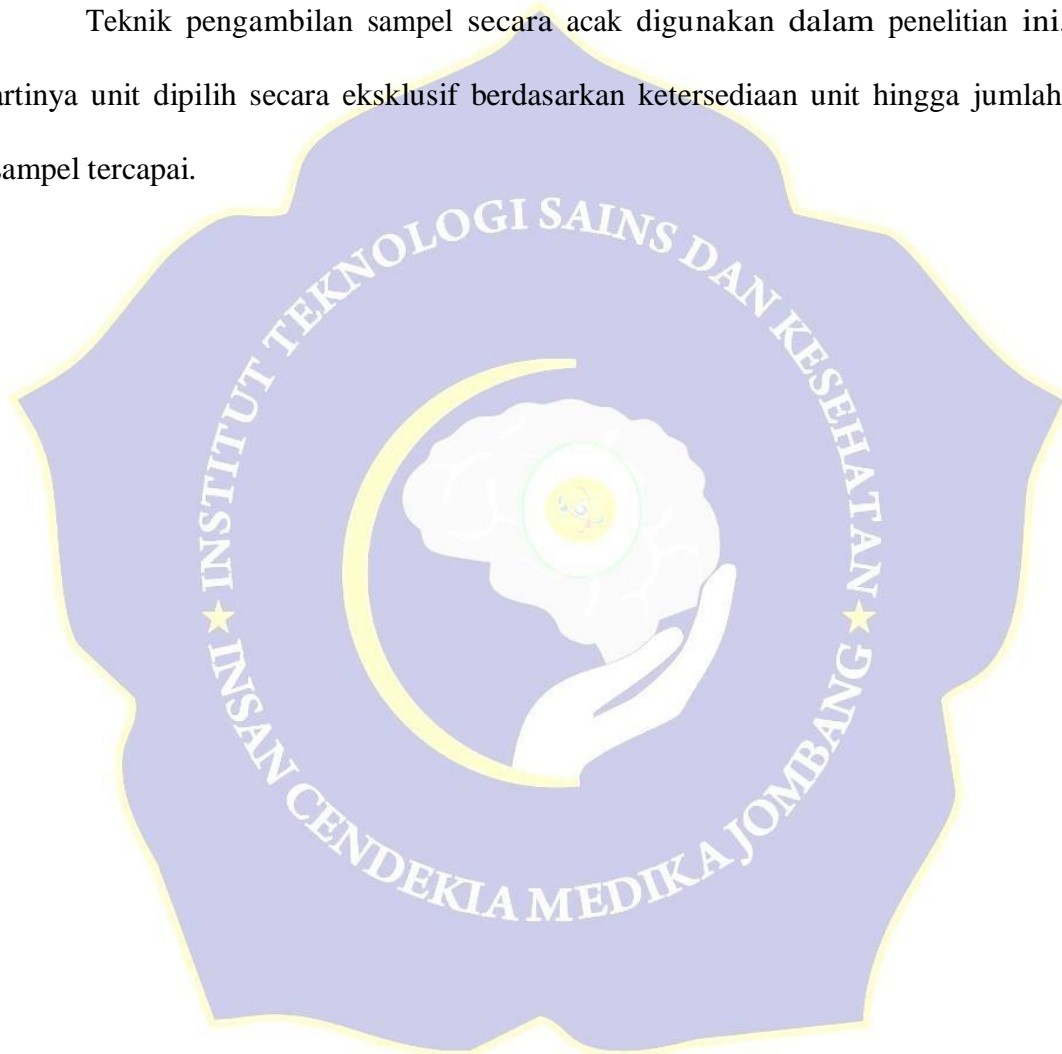 Teknik pengambilan sampel secara acak digunakan dalam penelitian ini.
artinya unit dipilih secara eksklusif berdasarkan ketersediaan unit hingga jumlah
sampel tercapai.
INSTITUT TEKNOLOGI SAINS DAN KESEHATAN
INSAN CENDEKIA MEDIKA JOMBANG